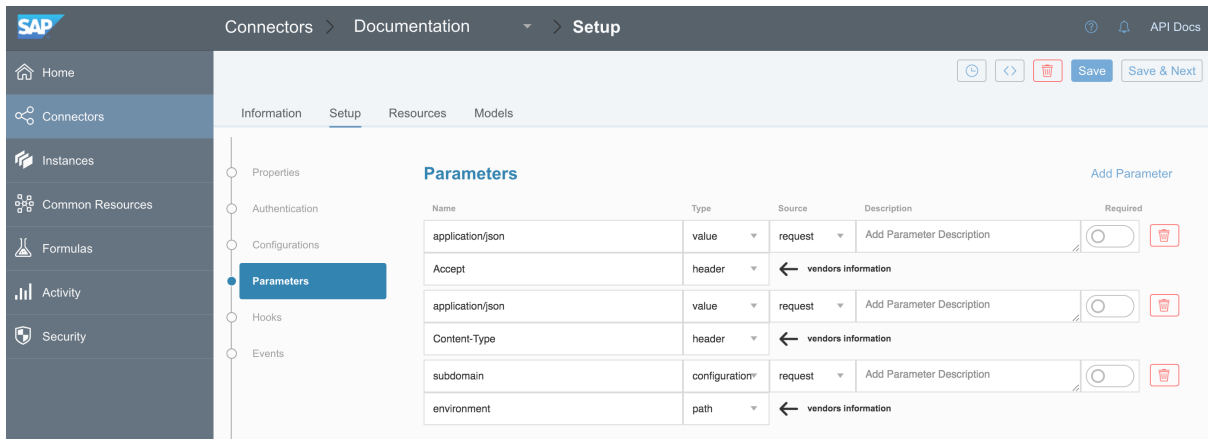 SAP Connectors Documentation Setup API Docs
Home
Save Save & Next
Connectors
Information Setup Resources Models
Instances
Properties Parameters Add Parameter
Common Resources
Authentication Name Type Source Description Required
application/json value request Add Parameter Description
Formulas
Configurations
Accept header vendors information
Parameters
Activity
application/json value request Add Parameter Description
Hooks
Security
Content-Type header vendors information
Events
subdomain configuration request Add Parameter Description
environment path vendors information